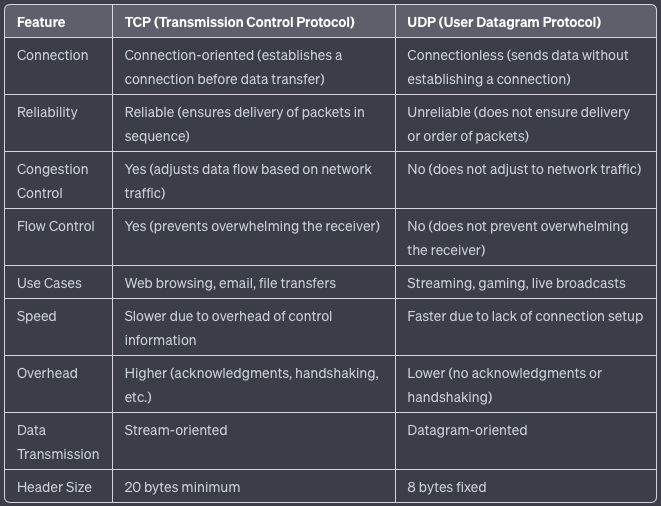 Feature TCP (Transmission Control Protocol) UDP (User Datagram Protocol)
Connection Connection-oriented (establishes a Connectionless (sends data without
connection before data transfer) establishing a connection)
Reliability Reliable (ensures delivery of packets in Unreliable (does not ensure delivery
sequence) or order of packets)
Congestion Yes (adjusts data flow based on network No (does not adjust to network traffic)
Control traffic)
Flow Control Yes (prevents overwhelming the receiver) No (does not prevent overwhelming
the receiver)
Use Cases Web browsing, email, file transfers Streaming, gaming, live broadcasts
Speed Slower due to overhead of control Faster due to lack of connection setup
information
Overhead Higher (acknowledgments, handshaking, Lower (no acknowledgments or
etc.) handshaking)
Data Stream-oriented Datagram-oriented
Transmission
Header Size 20 bytes minimum 8 bytes fixed